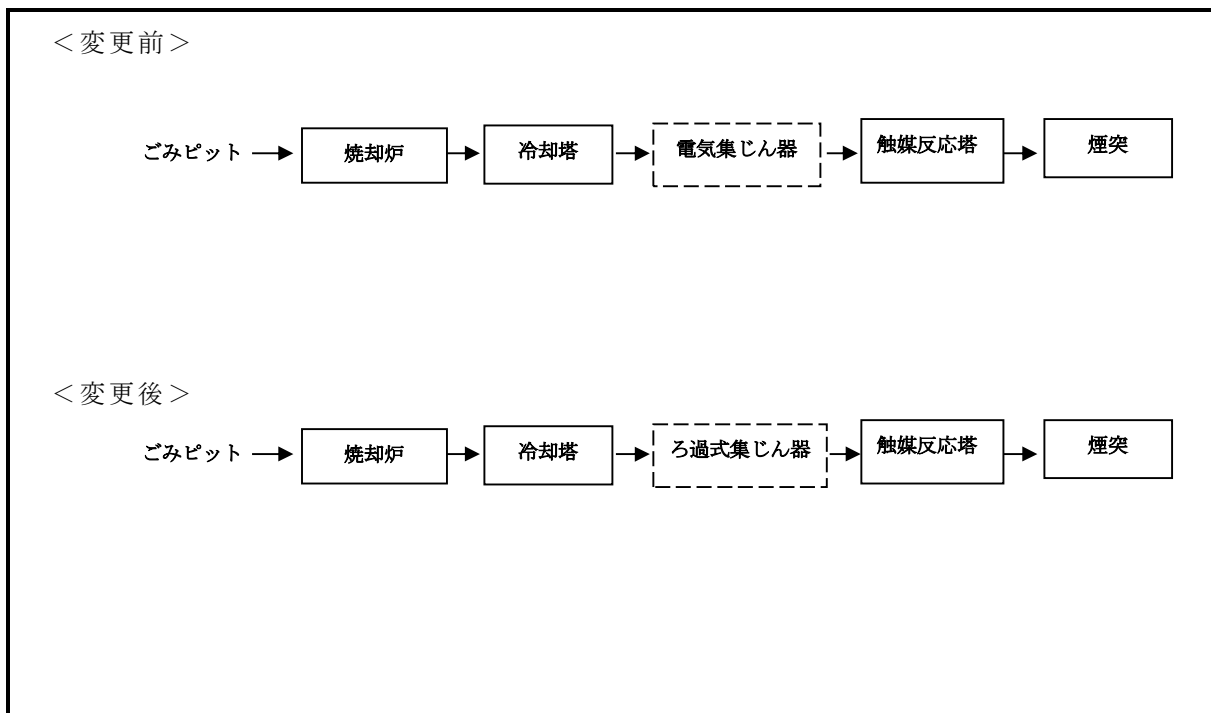 <変更前>
ごみピット 焼却炉 冷却塔 電気集じん器 触媒反応塔 煙突
<変更後>
ごみピット 焼却炉 冷却塔 ろ過式集じん器 触媒反応塔 煙突